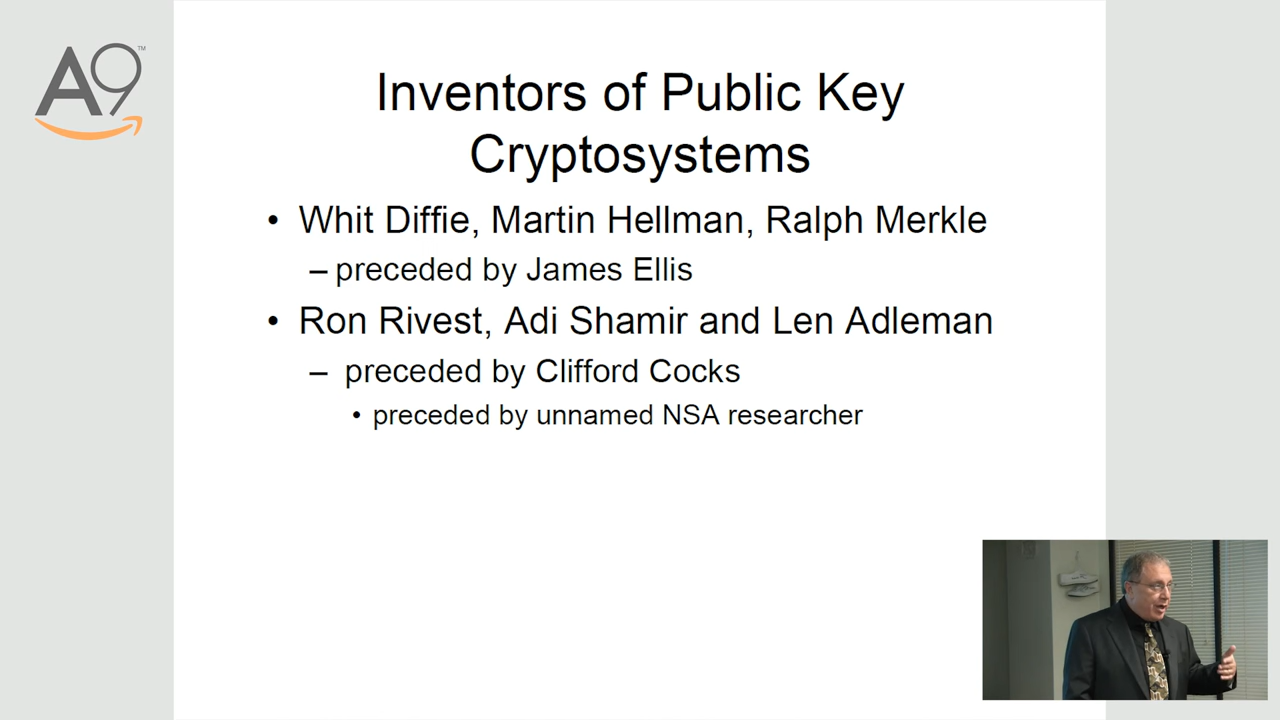 A9™
Inventors of Public Key
Cryptosystems
• Whit Diffie, Martin Hellman, Ralph Merkle
– preceded by James Ellis
• Ron Rivest, Adi Shamir and Len Adleman
– preceded by Clifford Cocks
• preceded by unnamed NSA researcher